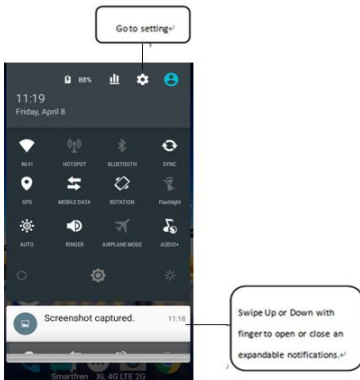 Go to setting
88%
11:19
Friday, April 8
Wi-Fi HOTSPOT BLUETOOTH SYNC
GPS MOBILE DATA ROTATION Flashlight
AUTO RINGER AIRPLANE MODE AUDIO+
Screenshot captured. 11:18
Swipe Up or Down with
finger to open or close an
expandable notifications.
Smartfren XL 4G LTE 2G